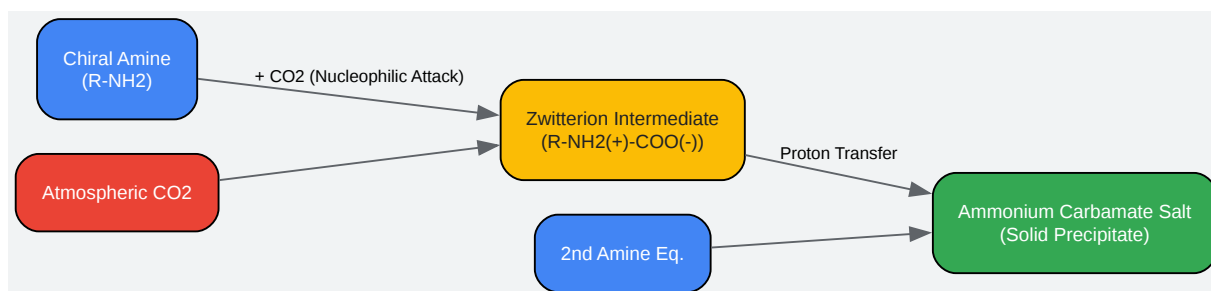 Chiral Amine
(R-NH2)
+ CO2 (Nucleophilic Attack)
Atmospheric CO2
Zwitterion Intermediate
(R-NH2(+)-COO(-))
Proton Transfer
2nd Amine Eq.
Ammonium Carbamate Salt
(Solid Precipitate)